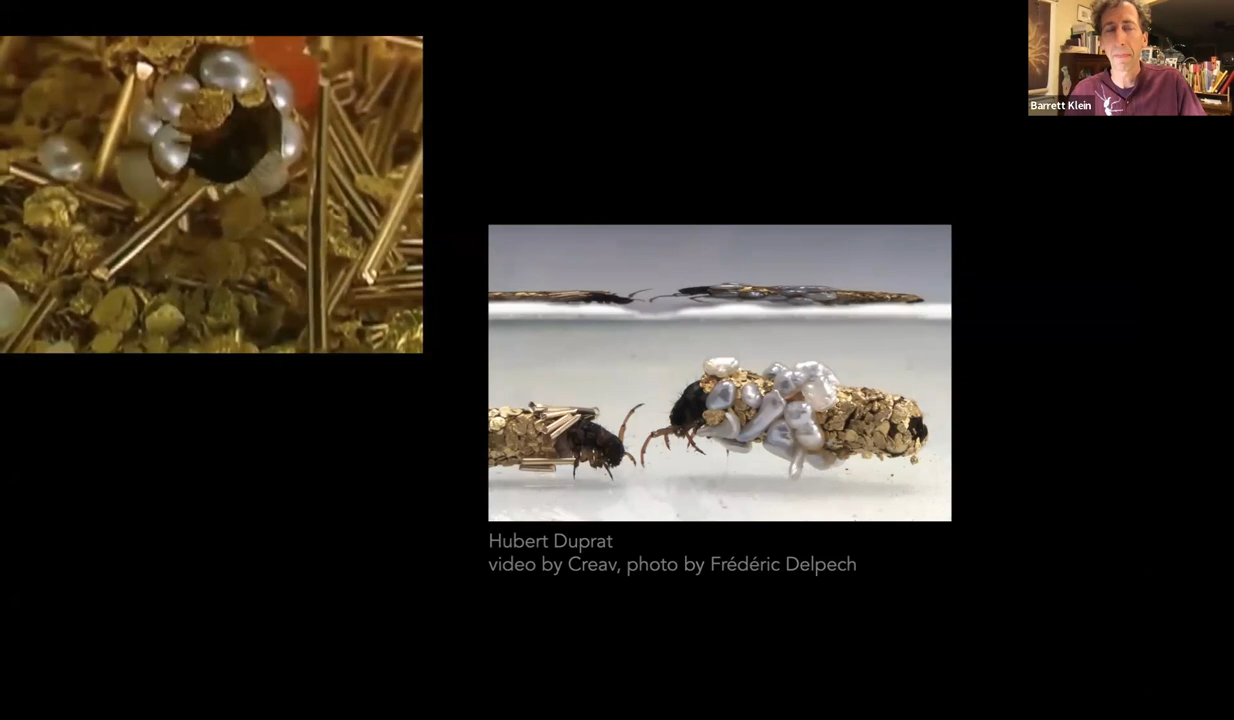 Barrett Klein
Hubert Duprat
video by Creav, photo by Frédéric Delpech